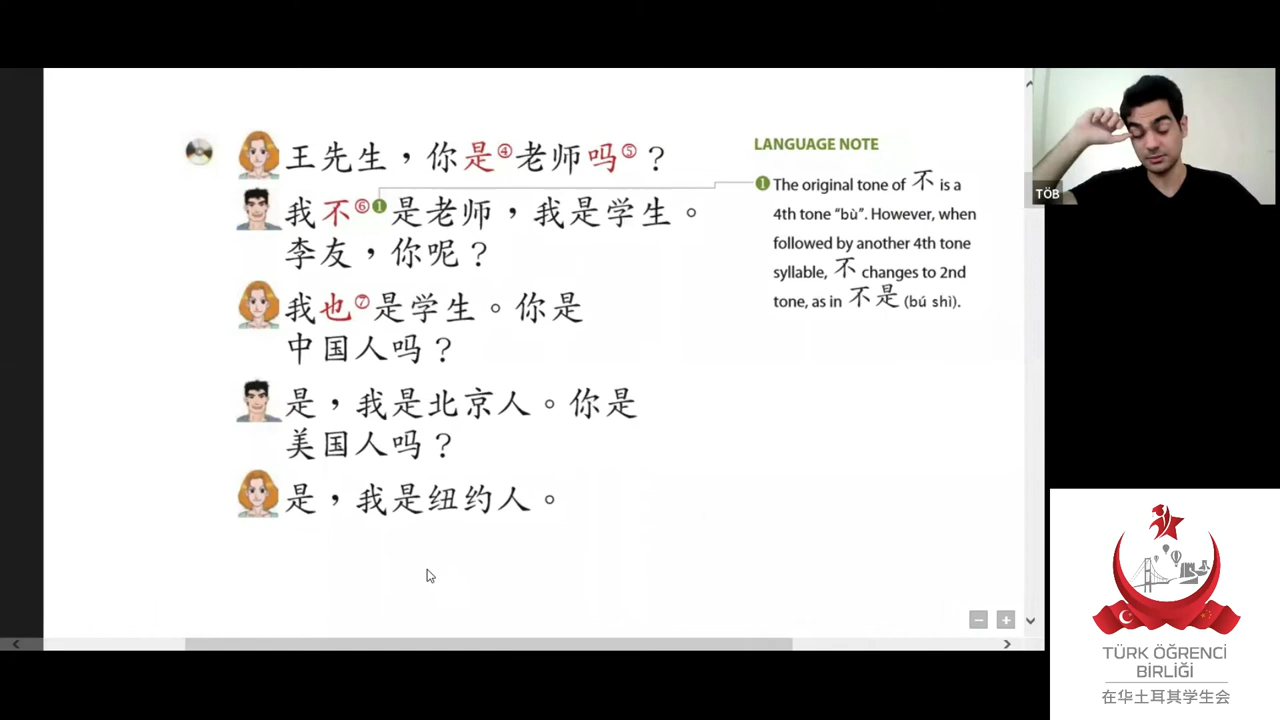 王先生，你是④老师吗⑤？
我不⑥❶是老师，我是学生。
李友，你呢？
我也⑦是学生。你是
中国人吗？
是，我是北京人。你是
美国人吗？
是，我是纽约人。
LANGUAGE NOTE
❶ The original tone of 不 is a
4th tone “bù”. However, when
followed by another 4th tone
syllable, 不 changes to 2nd
tone, as in 不是 (bú shì).
TÖB
TÜRK ÖĞRENCİ
BİRLİĞİ
在华土耳其学生会